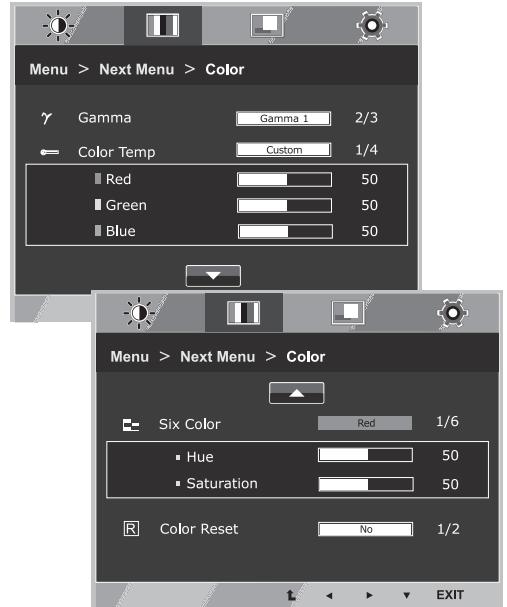 Menu > Next Menu > Color
γ Gamma Gamma 1 2/3
Color Temp Custom 1/4
Red 50
Green 50
Blue 50
Menu > Next Menu > Color
Six Color Red 1/6
Hue 50
Saturation 50
R Color Reset No 1/2
EXIT